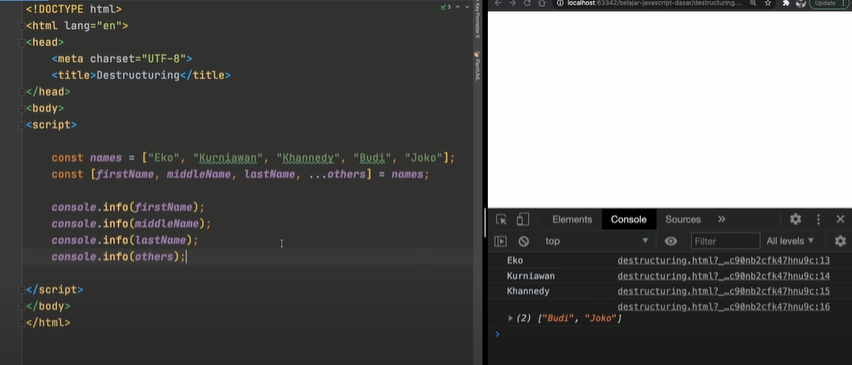 <!DOCTYPE html>
<html lang="en">
<head>
<meta charset="UTF-8">
<title>Destructuring</title>
</head>
<body>
<script>
const names = ["Eko", "Kurniawan", "Khannedy", "Budi", "Joko"];
const [firstName, middleName, lastName, ...others] = names;
console.info(firstName);
console.info(middleName);
console.info(lastName);
console.info(others);
</script>
</body>
</html>
3
Key Promoter X
PlantUML
localhost:63342/belajar-javascript-dasar/destructuring....
Update
Elements Console Sources »
top Filter All levels
Eko destructuring.html?_…c90nb2cfk47hnu9c:13
Kurniawan destructuring.html?_…c90nb2cfk47hnu9c:14
Khannedy destructuring.html?_…c90nb2cfk47hnu9c:15
destructuring.html?_…c90nb2cfk47hnu9c:16
(2) ["Budi", "Joko"]